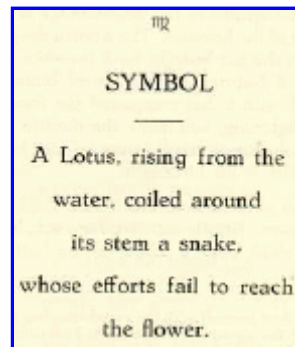 ♍
SYMBOL
A Lotus, rising from the
water, coiled around
its stem a snake,
whose efforts fail to reach
the flower.